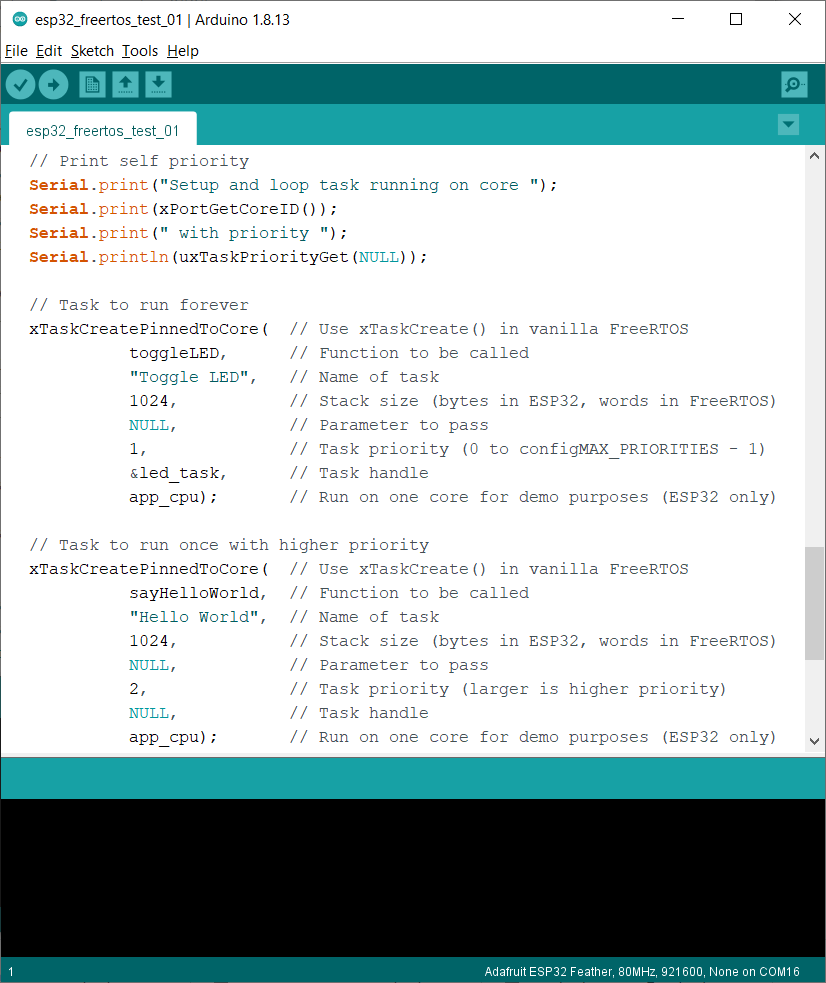 esp32_freertos_test_01 | Arduino 1.8.13
File Edit Sketch Tools Help
esp32_freertos_test_01
// Print self priority
Serial.print("Setup and loop task running on core ");
Serial.print(xPortGetCoreID());
Serial.print(" with priority ");
Serial.println(uxTaskPriorityGet(NULL));
// Task to run forever
xTaskCreatePinnedToCore(  // Use xTaskCreate() in vanilla FreeRTOS
          toggleLED,      // Function to be called
          "Toggle LED",   // Name of task
          1024,           // Stack size (bytes in ESP32, words in FreeRTOS)
          NULL,           // Parameter to pass
          1,              // Task priority (0 to configMAX_PRIORITIES - 1)
          &led_task,      // Task handle
          app_cpu);       // Run on one core for demo purposes (ESP32 only)
// Task to run once with higher priority
xTaskCreatePinnedToCore(  // Use xTaskCreate() in vanilla FreeRTOS
          sayHelloWorld,  // Function to be called
          "Hello World",  // Name of task
          1024,           // Stack size (bytes in ESP32, words in FreeRTOS)
          NULL,           // Parameter to pass
          2,              // Task priority (larger is higher priority)
          NULL,           // Task handle
          app_cpu);       // Run on one core for demo purposes (ESP32 only)
1 Adafruit ESP32 Feather, 80MHz, 921600, None on COM16